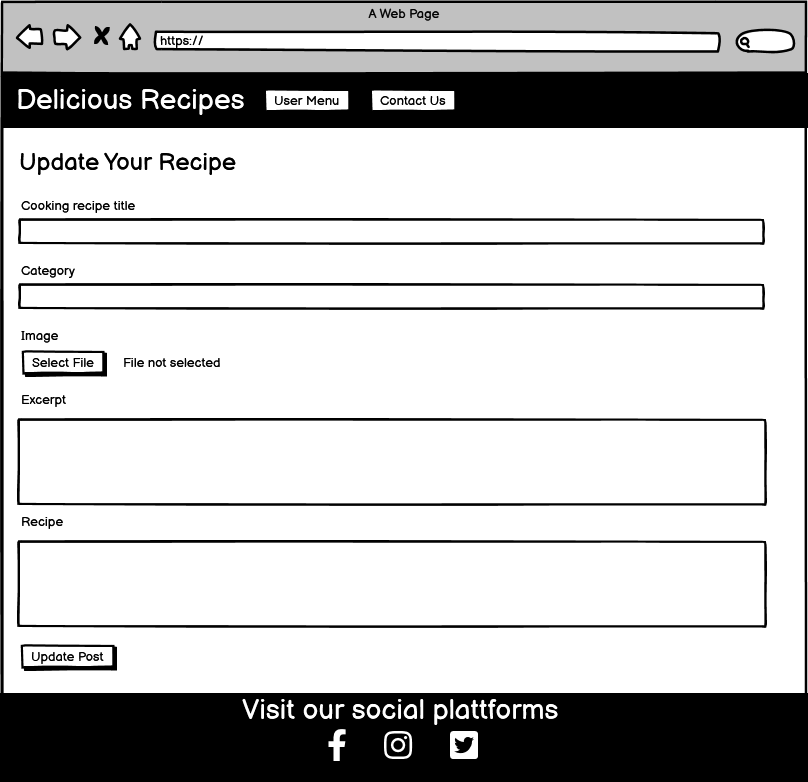 A Web Page
https://
Delicious Recipes User Menu Contact Us
Update Your Recipe
Cooking recipe title
Category
Image
Select File File not selected
Excerpt
Recipe
Update Post
Visit our social plattforms